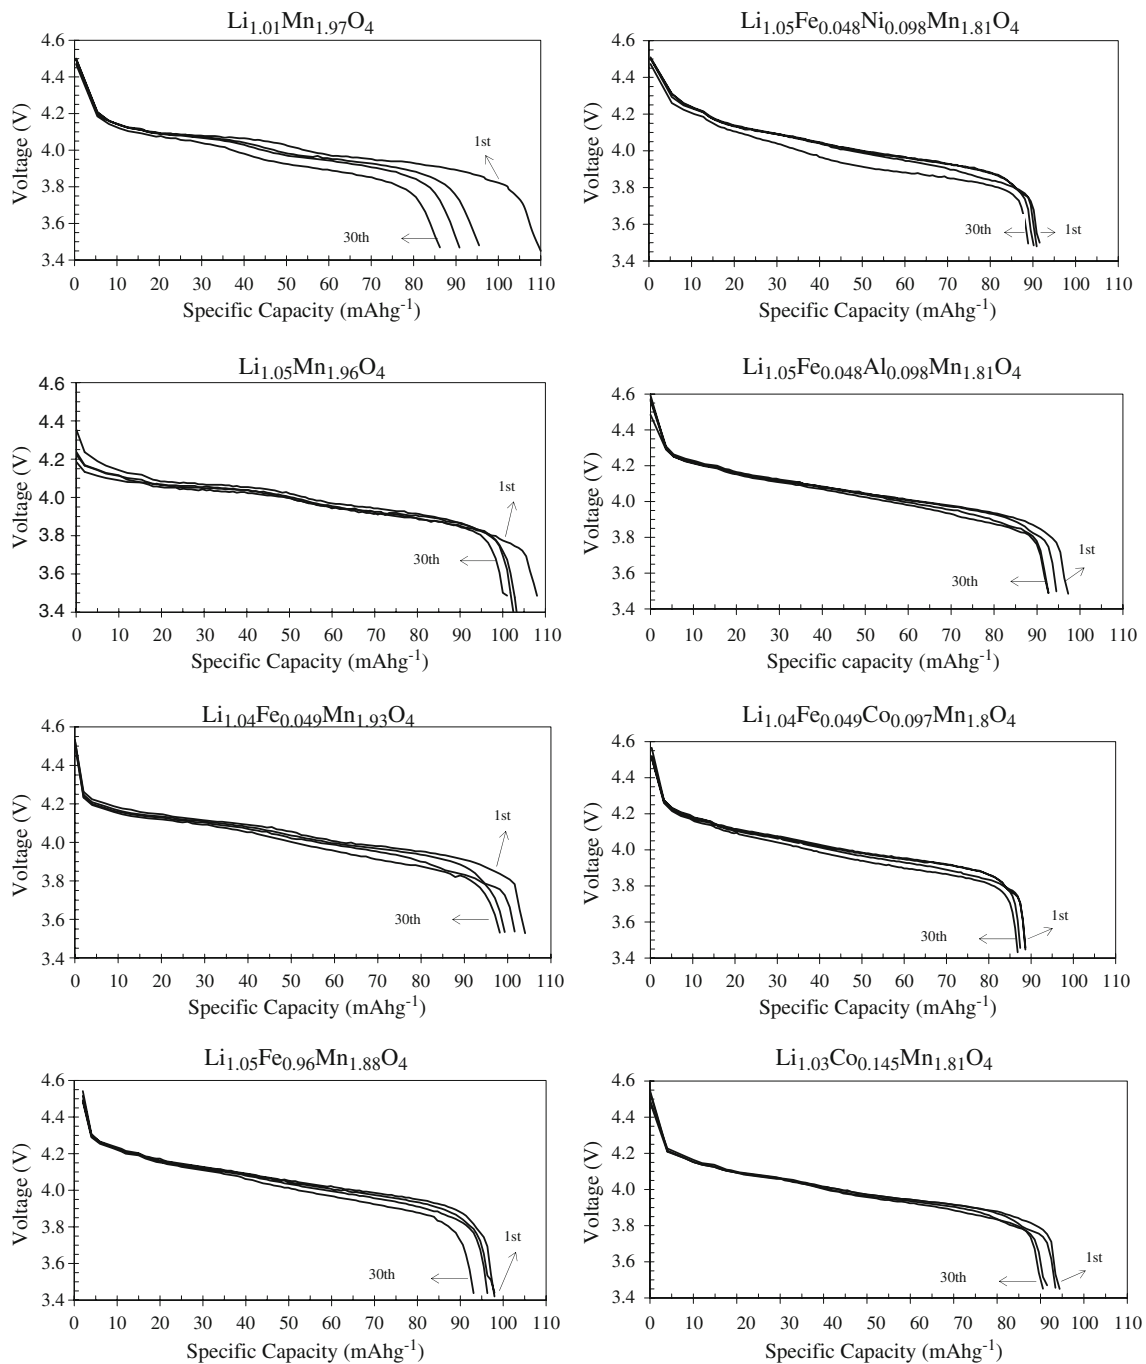 Li1.01Mn1.97O4
4.6
4.4
4.2
4.0
3.8
3.6
3.4
Voltage (V)
1st
30th
0 10 20 30 40 50 60 70 80 90 100 110
Specific Capacity (mAhg-1)
Li1.05Fe0.048Ni0.098Mn1.81O4
4.6
4.4
4.2
4.0
3.8
3.6
3.4
Voltage (V)
30th
1st
0 10 20 30 40 50 60 70 80 90 100 110
Specific Capacity (mAhg-1)
Li1.05Mn1.96O4
4.6
4.4
4.2
4.0
3.8
3.6
3.4
Voltage (V)
1st
30th
0 10 20 30 40 50 60 70 80 90 100 110
Specific Capacity (mAhg-1)
Li1.05Fe0.048Al0.098Mn1.81O4
4.6
4.4
4.2
4.0
3.8
3.6
3.4
Voltage (V)
1st
30th
0 10 20 30 40 50 60 70 80 90 100 110
Specific capacity (mAhg-1)
Li1.04Fe0.049Mn1.93O4
4.6
4.4
4.2
4.0
3.8
3.6
3.4
Voltage (V)
1st
30th
0 10 20 30 40 50 60 70 80 90 100 110
Specific Capacity (mAhg-1)
Li1.04Fe0.049Co0.097Mn1.8O4
4.6
4.4
4.2
4.0
3.8
3.6
3.4
Voltage (V)
1st
30th
0 10 20 30 40 50 60 70 80 90 100 110
Specific Capacity (mAhg-1)
Li1.05Fe0.96Mn1.88O4
4.6
4.4
4.2
4.0
3.8
3.6
3.4
Voltage (V)
1st
30th
0 10 20 30 40 50 60 70 80 90 100 110
Specific Capacity (mAhg-1)
Li1.03Co0.145Mn1.81O4
4.6
4.4
4.2
4.0
3.8
3.6
3.4
Voltage (V)
30th
1st
0 10 20 30 40 50 60 70 80 90 100 110
Specific Capacity (mAhg-1)